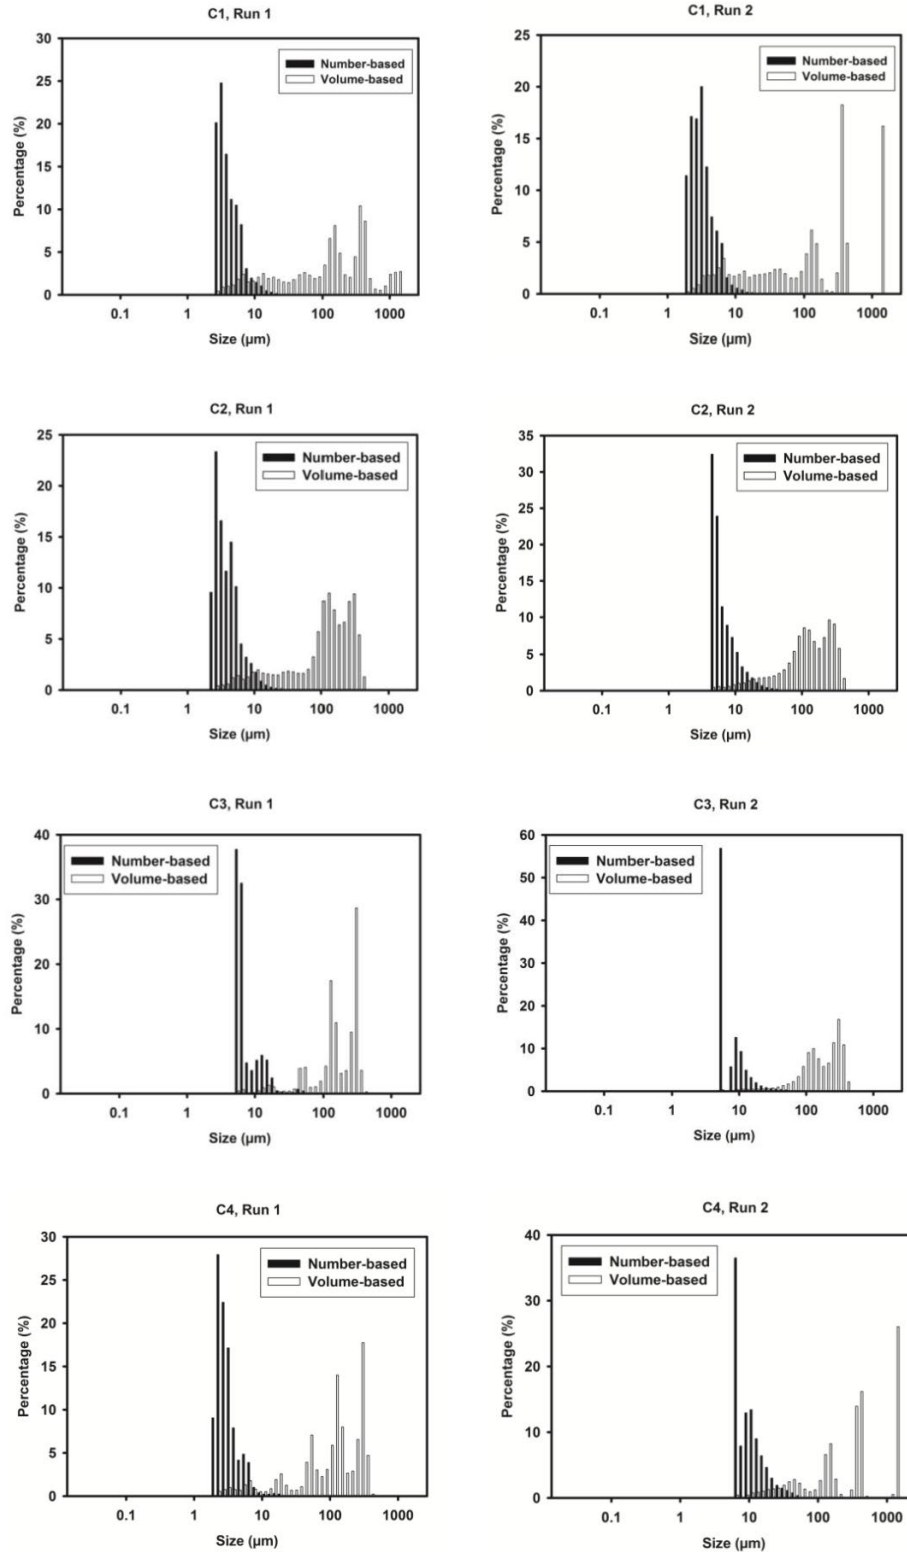 C1, Run 1
30
25
20
15
10
5
0
Percentage (%)
Number-based
Volume-based
0.1 1 10 100 1000
Size (µm)
C1, Run 2
25
20
15
10
5
0
Percentage (%)
Number-based
Volume-based
0.1 1 10 100 1000
Size (µm)
C2, Run 1
25
20
15
10
5
0
Percentage (%)
Number-based
Volume-based
0.1 1 10 100 1000
Size (µm)
C2, Run 2
35
30
25
20
15
10
5
0
Percentage (%)
Number-based
Volume-based
0.1 1 10 100 1000
Size (µm)
C3, Run 1
40
30
20
10
0
Percentage (%)
Number-based
Volume-based
0.1 1 10 100 1000
Size (µm)
C3, Run 2
60
50
40
30
20
10
0
Percentage (%)
Number-based
Volume-based
0.1 1 10 100 1000
Size (µm)
C4, Run 1
30
25
20
15
10
5
0
Percentage (%)
Number-based
Volume-based
0.1 1 10 100 1000
Size (µm)
C4, Run 2
40
30
20
10
0
Percentage (%)
Number-based
Volume-based
0.1 1 10 100 1000
Size (µm)